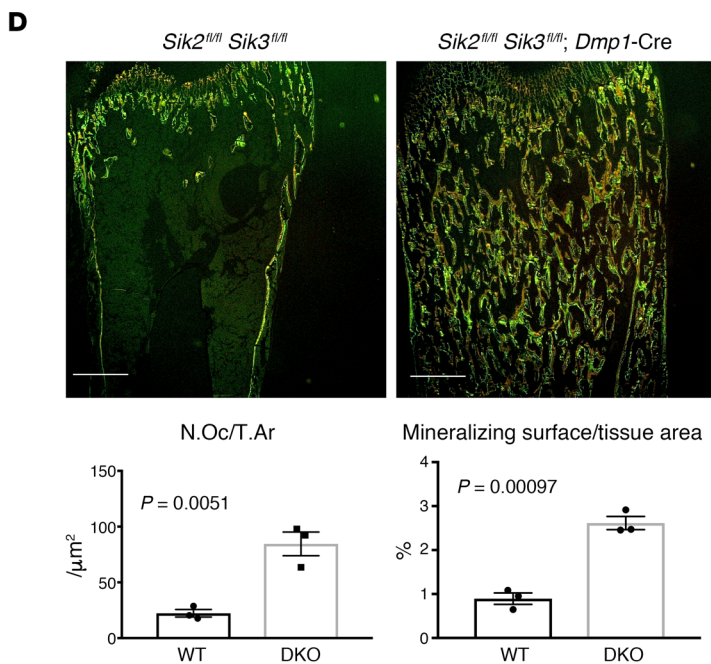 D
Sik2fl/fl Sik3fl/fl
Sik2fl/fl Sik3fl/fl; Dmp1-Cre
N.Oc/T.Ar
150
100
50
0
/µm²
P = 0.0051
WT
DKO
Mineralizing surface/tissue area
4
3
2
1
0
%
P = 0.00097
WT
DKO